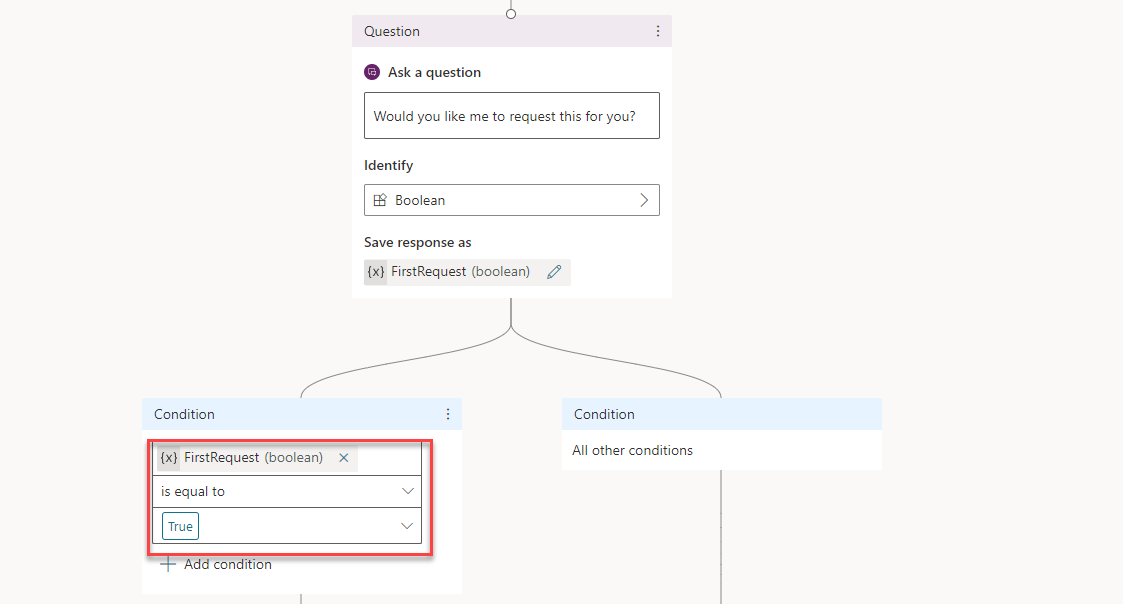 Question
Ask a question
Would you like me to request this for you?
Identify
Boolean
Save response as
{x} FirstRequest (boolean)
Condition
{x} FirstRequest (boolean)
is equal to
True
Add condition
Condition
All other conditions